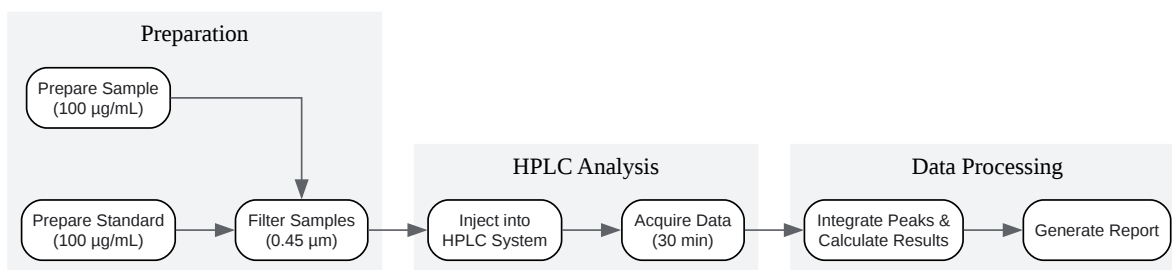 Preparation
Prepare Sample
(100 µg/mL)
Prepare Standard
(100 µg/mL)
Filter Samples
(0.45 µm)
HPLC Analysis
Inject into
HPLC System
Acquire Data
(30 min)
Data Processing
Integrate Peaks &
Calculate Results
Generate Report